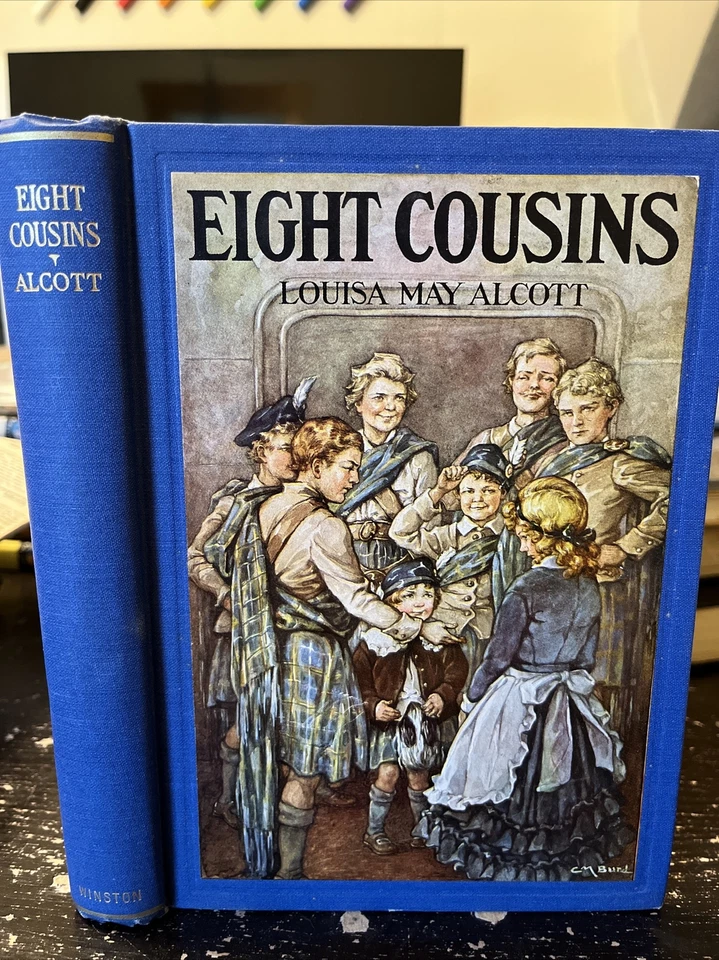 EIGHT
COUSINS
ALCOTT
WINSTON
EIGHT COUSINS
LOUISA MAY ALCOTT
C M Burd